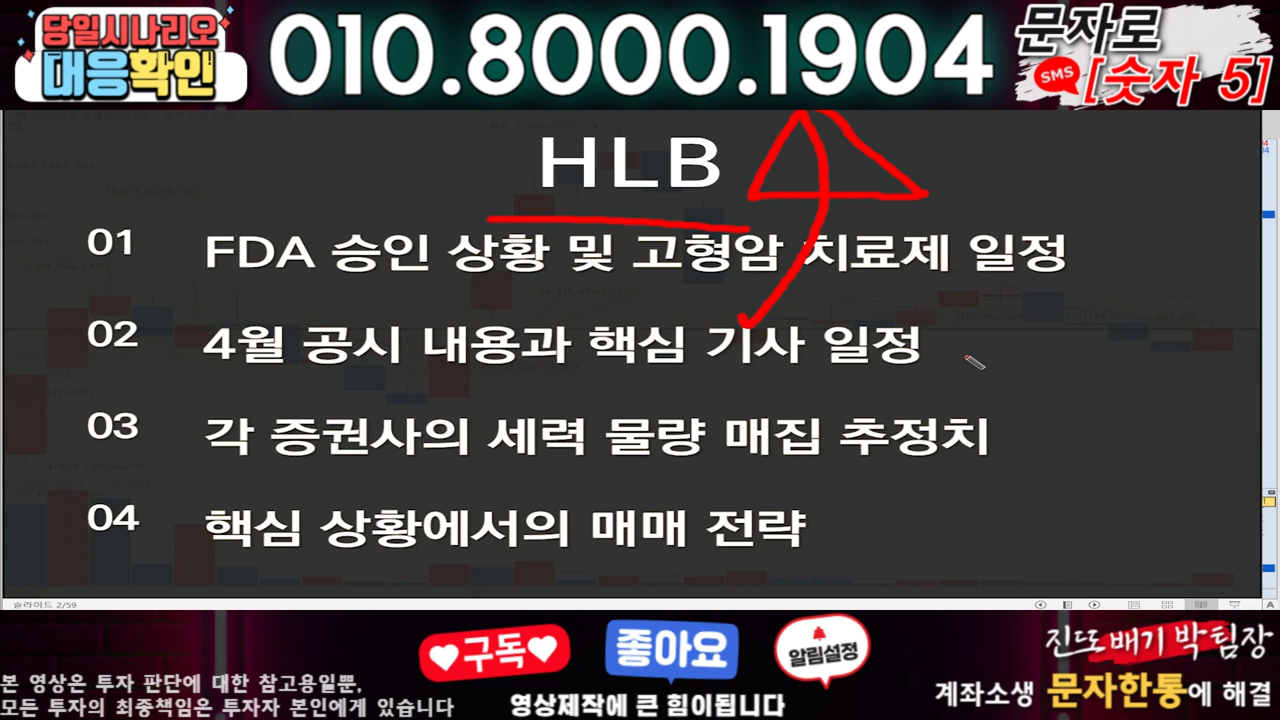 당일시나리오
대응확인
010.8000.1904
문자로
SMS [숫자 5]
HLB
01 FDA 승인 상황 및 고형암 치료제 일정
02 4월 공시 내용과 핵심 기사 일정
03 각 증권사의 세력 물량 매집 추정치
04 핵심 상황에서의 매매 전략
슬라이드 2/59
구독
좋아요
알림설정
영상제작에 큰 힘이됩니다
본 영상은 투자 판단에 대한 참고용일뿐,
모든 투자의 최종책임은 투자자 본인에게 있습니다
진또배기 박팀장
계좌소생 문자한통에 해결